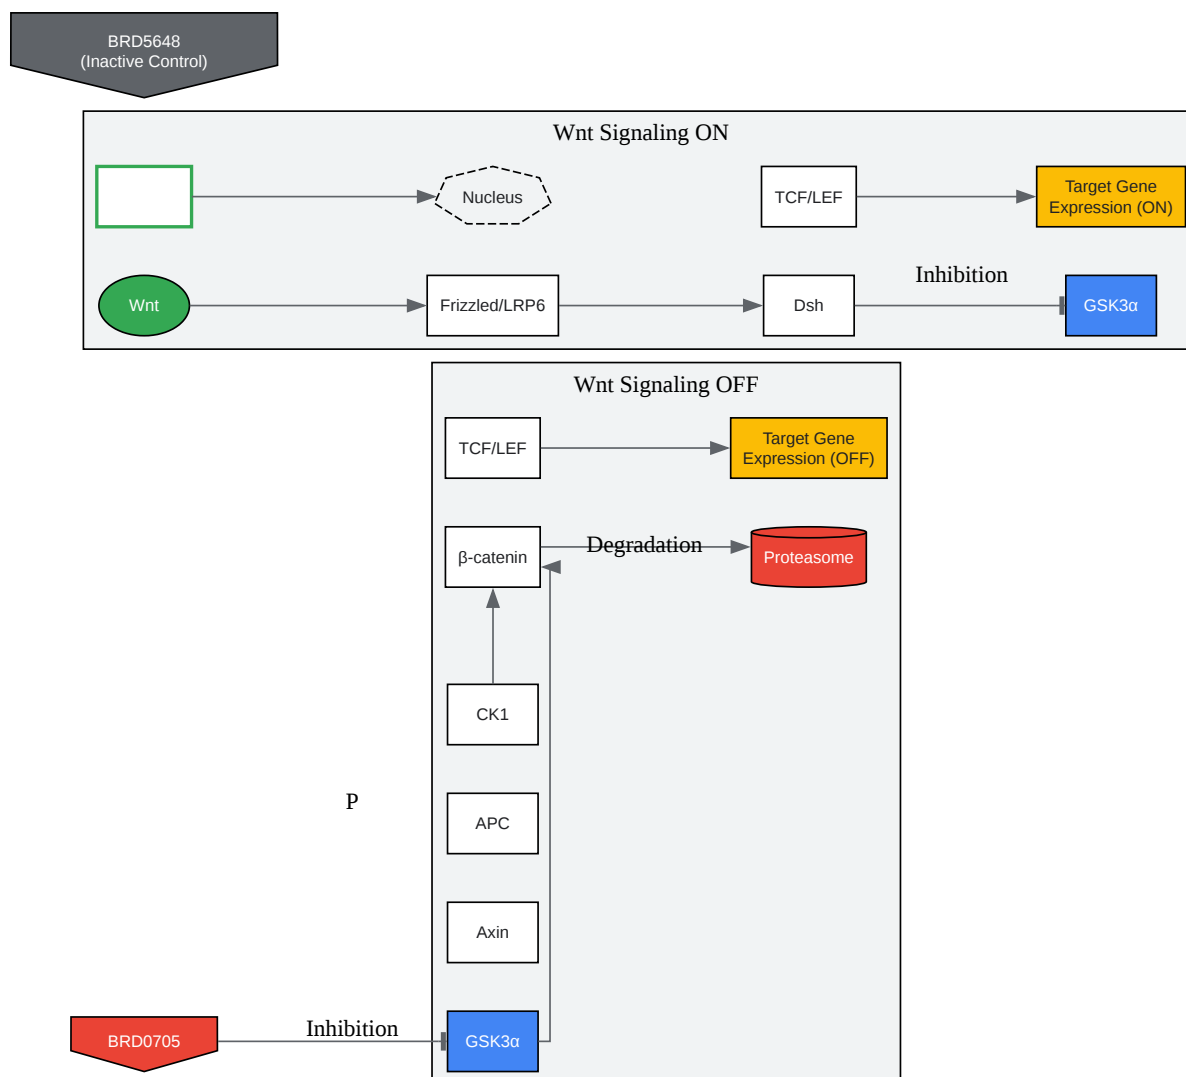 BRD5648
(Inactive Control)
Wnt Signaling ON
Nucleus
TCF/LEF
Target Gene
Expression (ON)
Wnt
Frizzled/LRP6
Dsh
Inhibition
GSK3α
Wnt Signaling OFF
TCF/LEF
Target Gene
Expression (OFF)
β-catenin
Degradation
Proteasome
CK1
P
APC
Axin
BRD0705
Inhibition
GSK3α